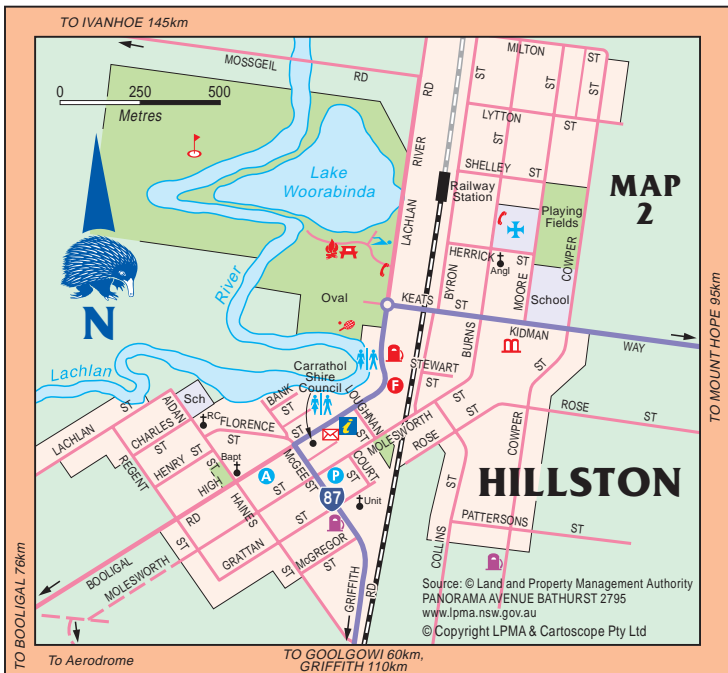 TO IVANHOE 145km
MOSSGEIL RD
0 250 500
Metres
N
Lake
Woorabinda
River
Lachlan
Oval
LACHLAN RIVER RD
MILTON ST
ST
ST
ST
LYTTON ST
ST
SHELLEY ST
Railway
Station
MAP
2
Playing
Fields
HERRICK ST
Angl
BYRON ST
BURNS
MOORE
COWPER ST
School
KEATS ST
KIDMAN WAY
TO MOUNT HOPE 95km
STEWART
ST
Carrathol
Shire
Council
F
BANK
ST
LOUGHNAN
ST
MOLESWORTH
ROSE
ROSE ST
ST
COWPER
HILLSTON
Sch
RC
FLORENCE
ST
LACHLAN ST
AIDAN
ST
CHARLES
ST
HENRY
ST
REGENT
ST
Bapt
HIGH
A
P
i
MCGEE ST
COURT
ST
87
Unit
HAINES
ST
GRATTAN
ST
McGREGOR
ST
BOOLIGAL RD
MOLESWORTH
GRIFFITH RD
COLLINS
ST
PATTERSONS ST
Source: © Land and Property Management Authority
PANORAMA AVENUE BATHURST 2795
www.lpma.nsw.gov.au
© Copyright LPMA & Cartoscope Pty Ltd
TO BOOLIGAL 76km
To Aerodrome
TO GOOLGOWI 60km,
GRIFFITH 110km